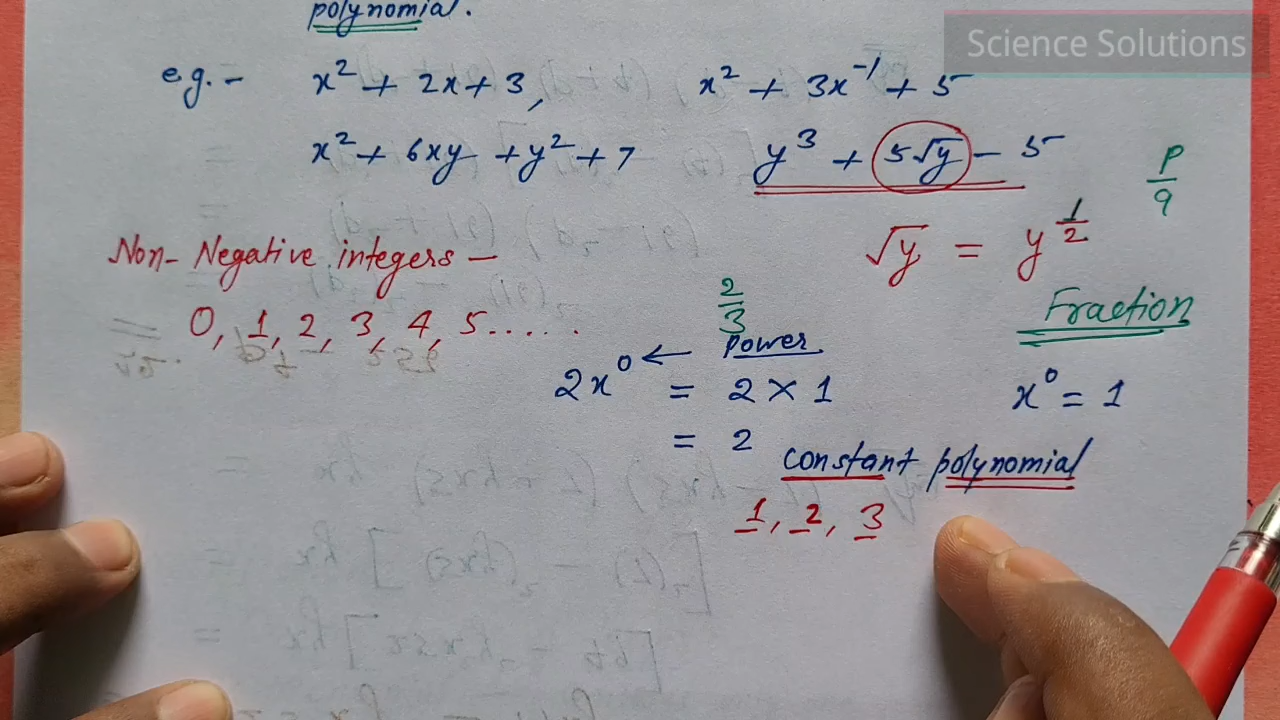 polynomial.
Science Solutions
e.g. - x² + 2x + 3, x² + 3x⁻¹ + 5
x² + 6xy + y² + 7 y³ + 5√y - 5
P/q
√y = y^(1/2)
Non-Negative integers -
0, 1, 2, 3, 4, 5.....
2/3
Fraction
Power
2x⁰ ← = 2 × 1
x⁰ = 1
= 2
constant polynomial
1, 2, 3